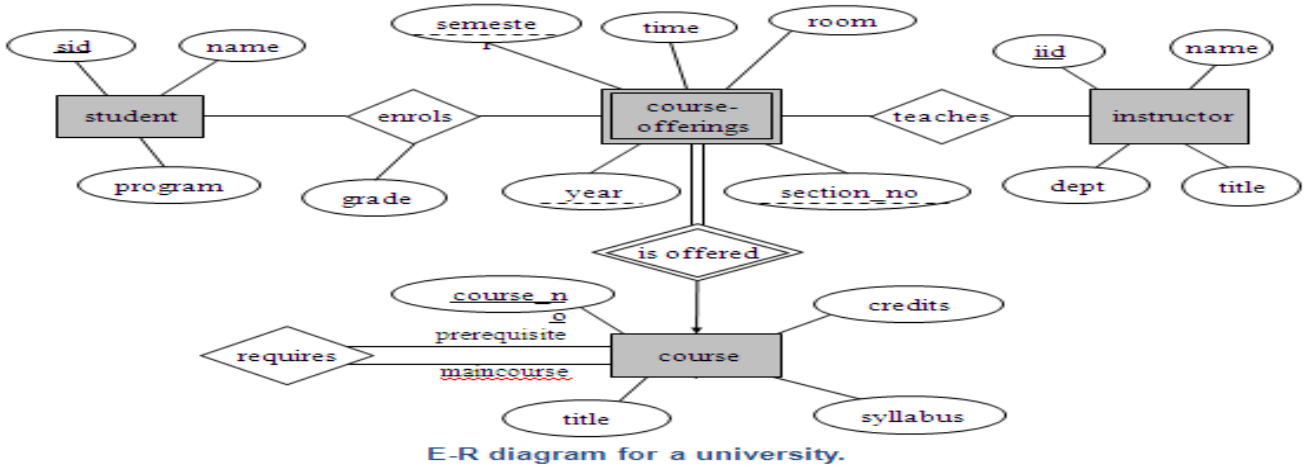 semeste
r
time
room
sid
name
iid
name
student
enrols
course-
offerings
teaches
instructor
program
grade
year
section_no
dept
title
is offered
course_n
o
credits
prerequisite
requires
course
maincourse
title
syllabus
E-R diagram for a university.